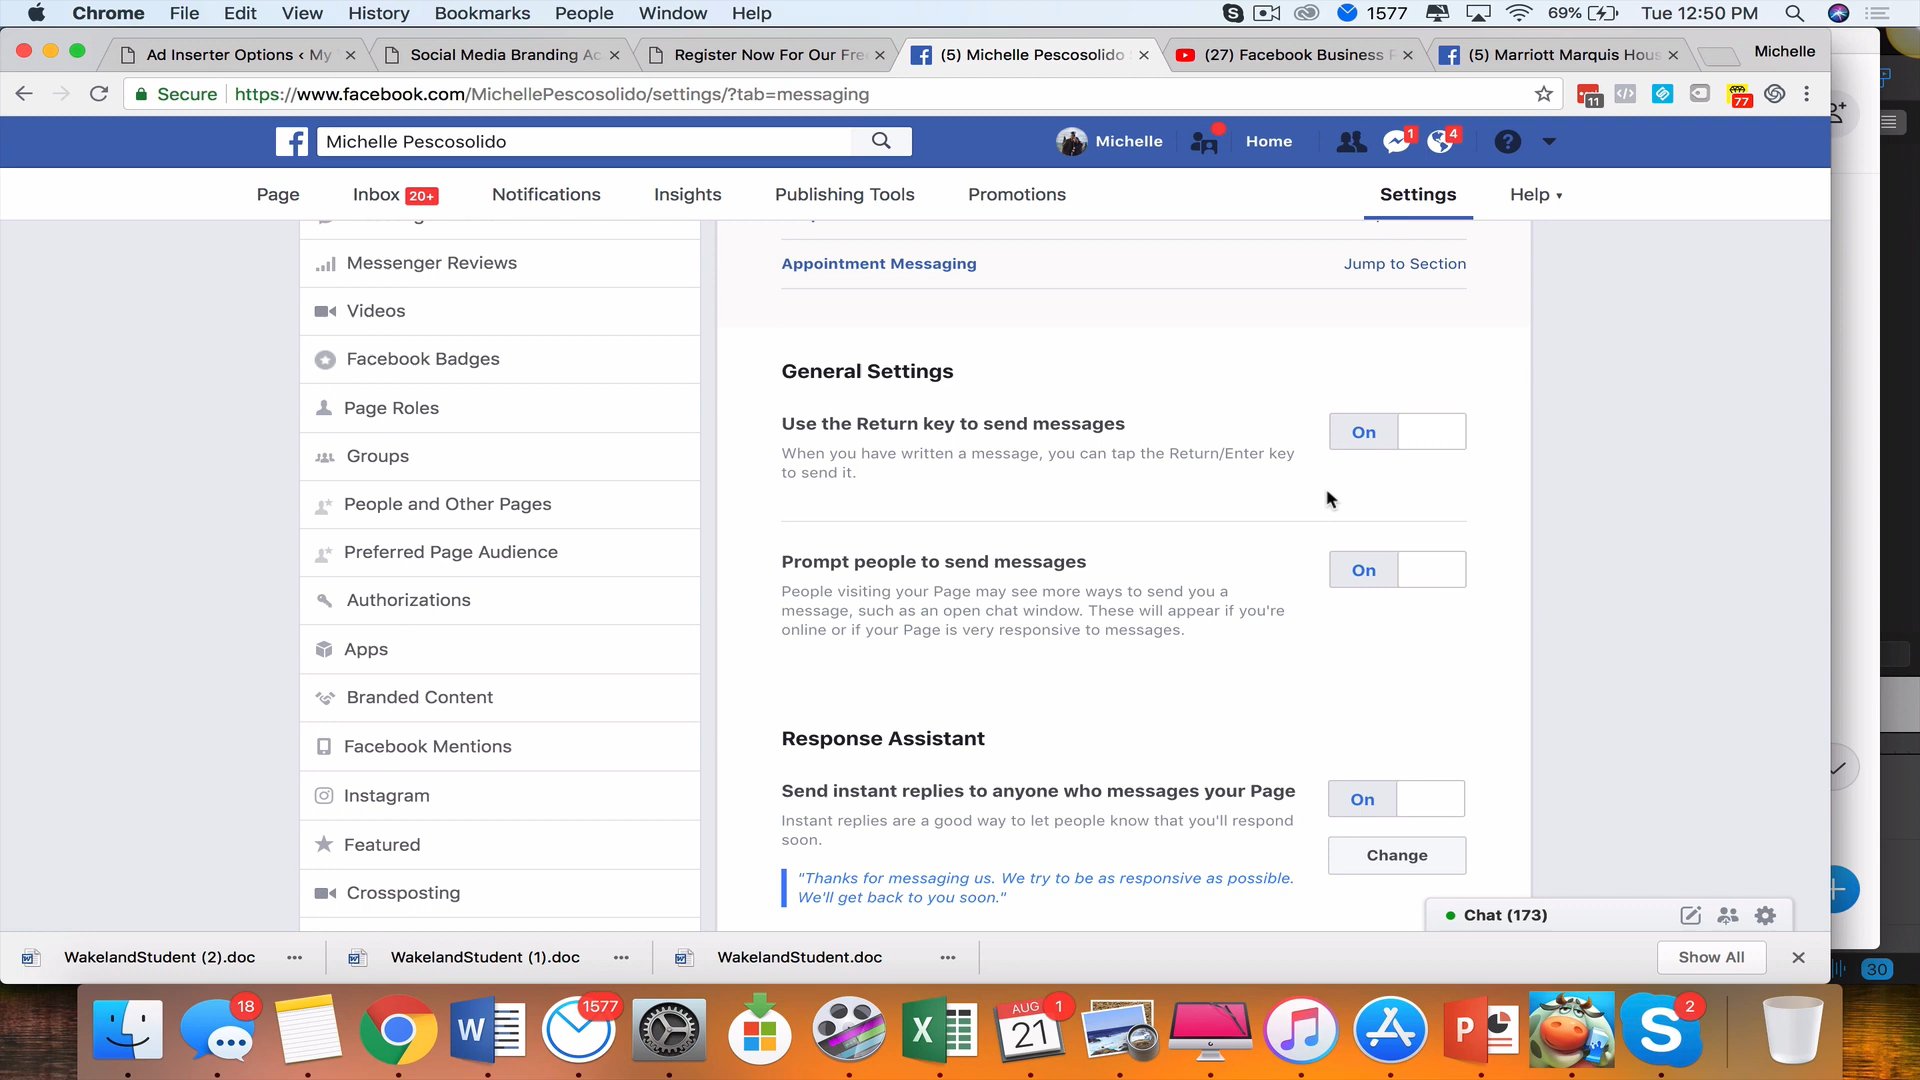 Chrome File Edit View History Bookmarks People Window Help 1577 69% Tue 12:50 PM
Ad Inserter Options ‹ My
Social Media Branding Ac
Register Now For Our Fre
(5) Michelle Pescosolido
(27) Facebook Business P
(5) Marriott Marquis Hous
Michelle
Secure https://www.facebook.com/MichellePescosolido/settings/?tab=messaging
11 77
Michelle Pescosolido
Michelle Home 1 4
Page Inbox 20+ Notifications Insights Publishing Tools Promotions Settings Help
Messenger Reviews
Videos
Facebook Badges
Page Roles
Groups
People and Other Pages
Preferred Page Audience
Authorizations
Apps
Branded Content
Facebook Mentions
Instagram
Featured
Crossposting
Appointment Messaging Jump to Section
General Settings
Use the Return key to send messages On
When you have written a message, you can tap the Return/Enter key
to send it.
Prompt people to send messages On
People visiting your Page may see more ways to send you a
message, such as an open chat window. These will appear if you're
online or if your Page is very responsive to messages.
Response Assistant
Send instant replies to anyone who messages your Page On
Instant replies are a good way to let people know that you'll respond
soon.
Change
"Thanks for messaging us. We try to be as responsive as possible.
We'll get back to you soon."
Chat (173)
WakelandStudent (2).doc
WakelandStudent (1).doc
WakelandStudent.doc
Show All
30
18
W
1577
X
AUG
21
1
P
S
2